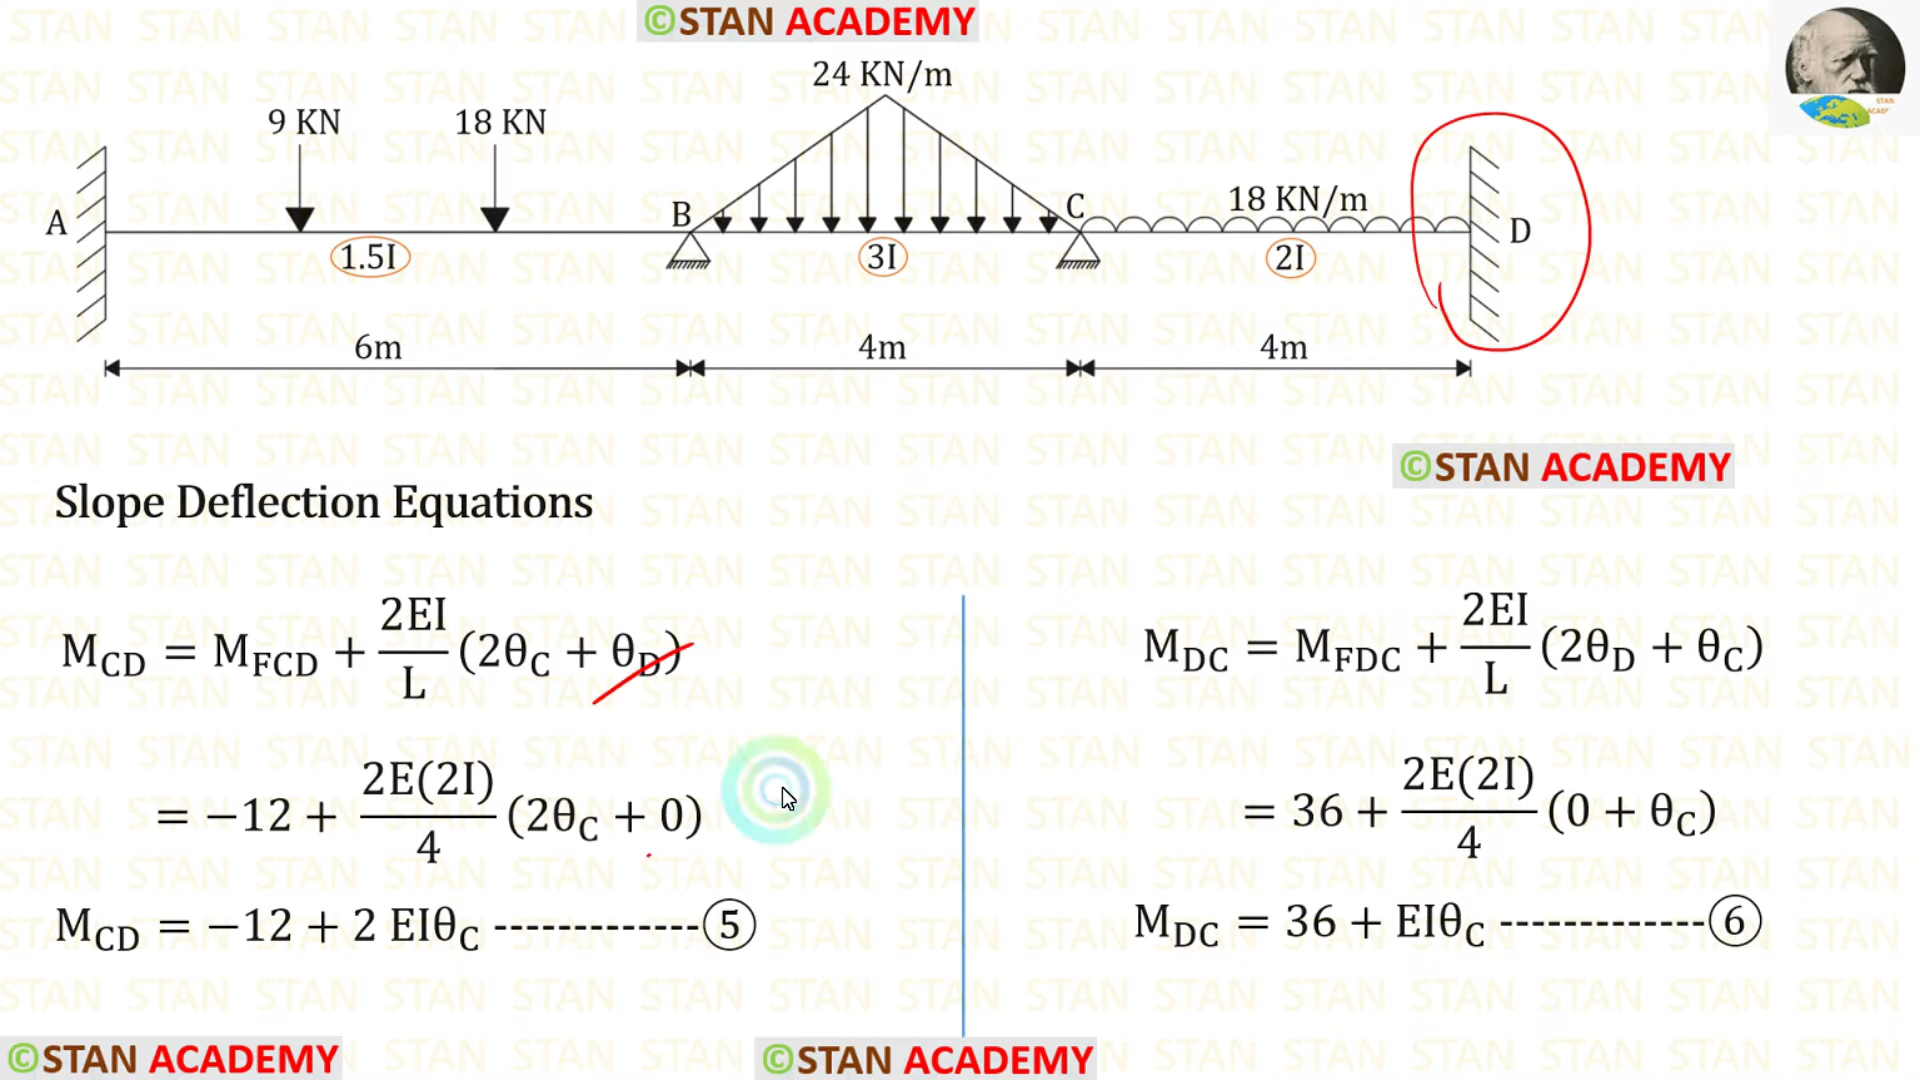 ©STAN ACADEMY
24 KN/m
9 KN 18 KN
A B C 18 KN/m D
1.5I 3I 2I
6m 4m 4m
©STAN ACADEMY
Slope Deflection Equations
M_CD = M_FCD + 2EI/L (2θ_C + θ_D)
= −12 + 2E(2I)/4 (2θ_C + 0)
M_CD = −12 + 2 EIθ_C -------------⑤
M_DC = M_FDC + 2EI/L (2θ_D + θ_C)
= 36 + 2E(2I)/4 (0 + θ_C)
M_DC = 36 + EIθ_C -------------⑥
©STAN ACADEMY
©STAN ACADEMY